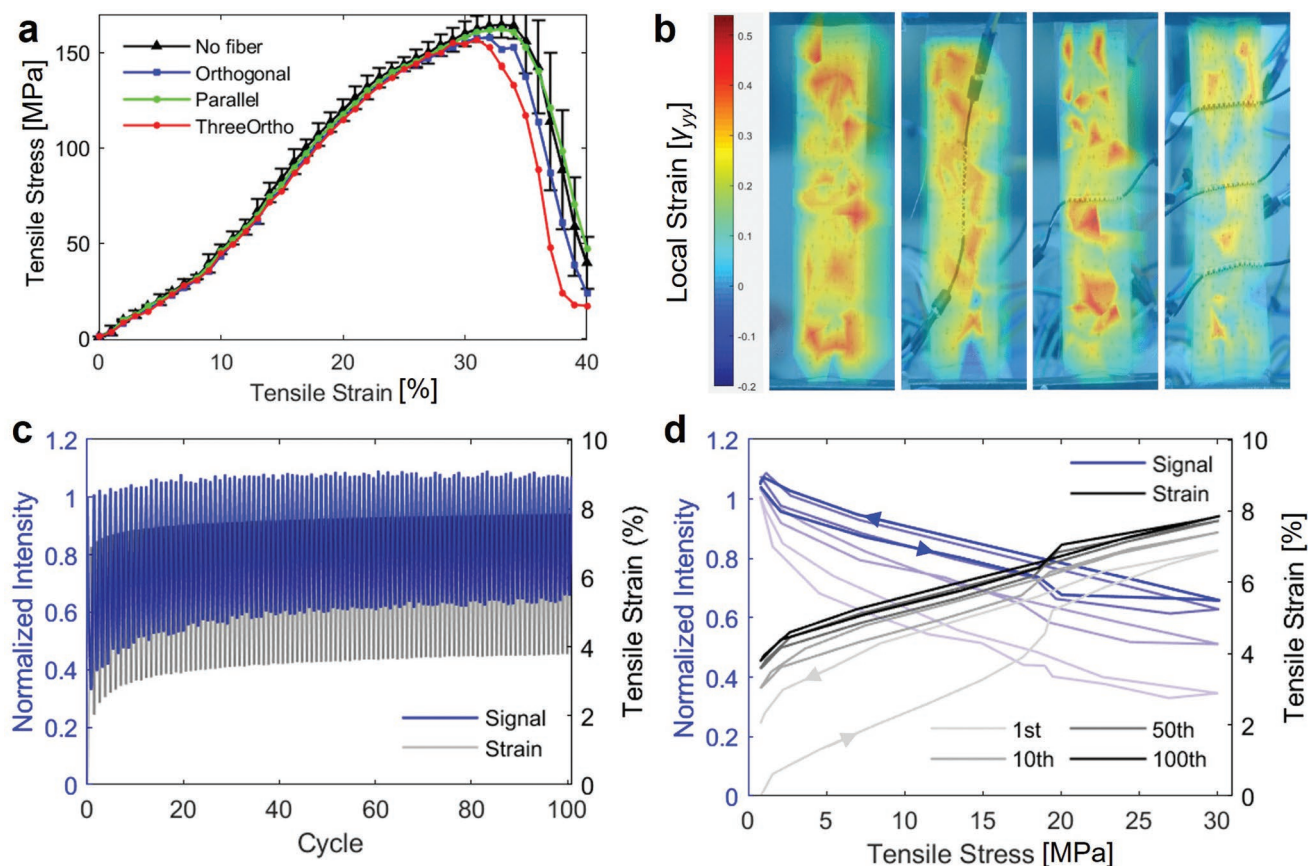 a
Tensile Stress [MPa]
150
100
50
0
No fiber
Orthogonal
Parallel
ThreeOrtho
0 10 20 30 40
Tensile Strain [%]
b
Local Strain [γyy]
0.5
0.4
0.3
0.2
0.1
0
-0.1
-0.2
c
Normalized Intensity
1.2
1
0.8
0.6
0.4
0.2
0
Signal
Strain
10
8
6
4
2
0
Tensile Strain (%)
0 20 40 60 80 100
Cycle
d
Normalized Intensity
1.2
1
0.8
0.6
0.4
0.2
0
Signal
Strain
1st 50th
10th 100th
10
8
6
4
2
0
Tensile Strain [%]
0 5 10 15 20 25 30
Tensile Stress [MPa]